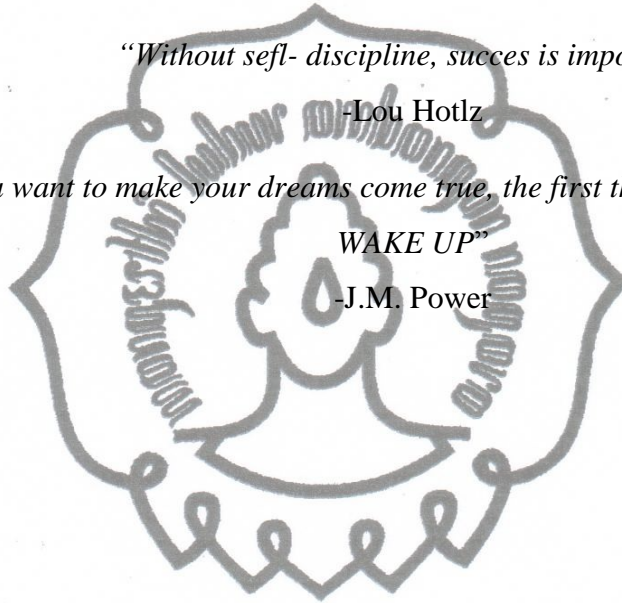 “Without sefl- discipline, succes is impo
-Lou Hotlz
want to make your dreams come true, the first th
WAKE UP”
-J.M. Power